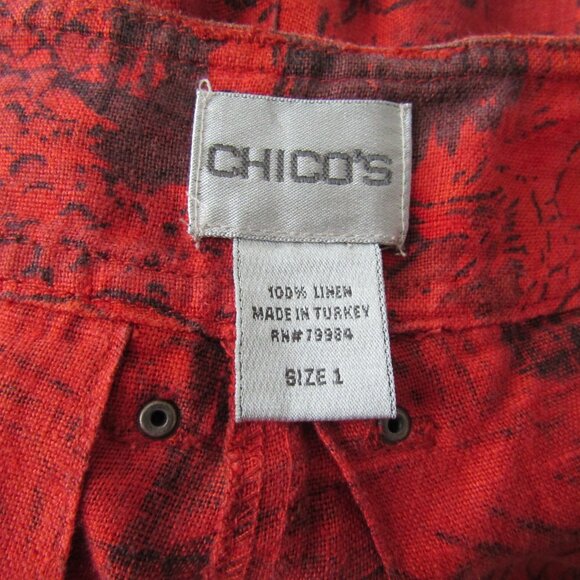 CHICO'S
100% LINEN
MADE IN TURKEY
RN# 79984
SIZE 1